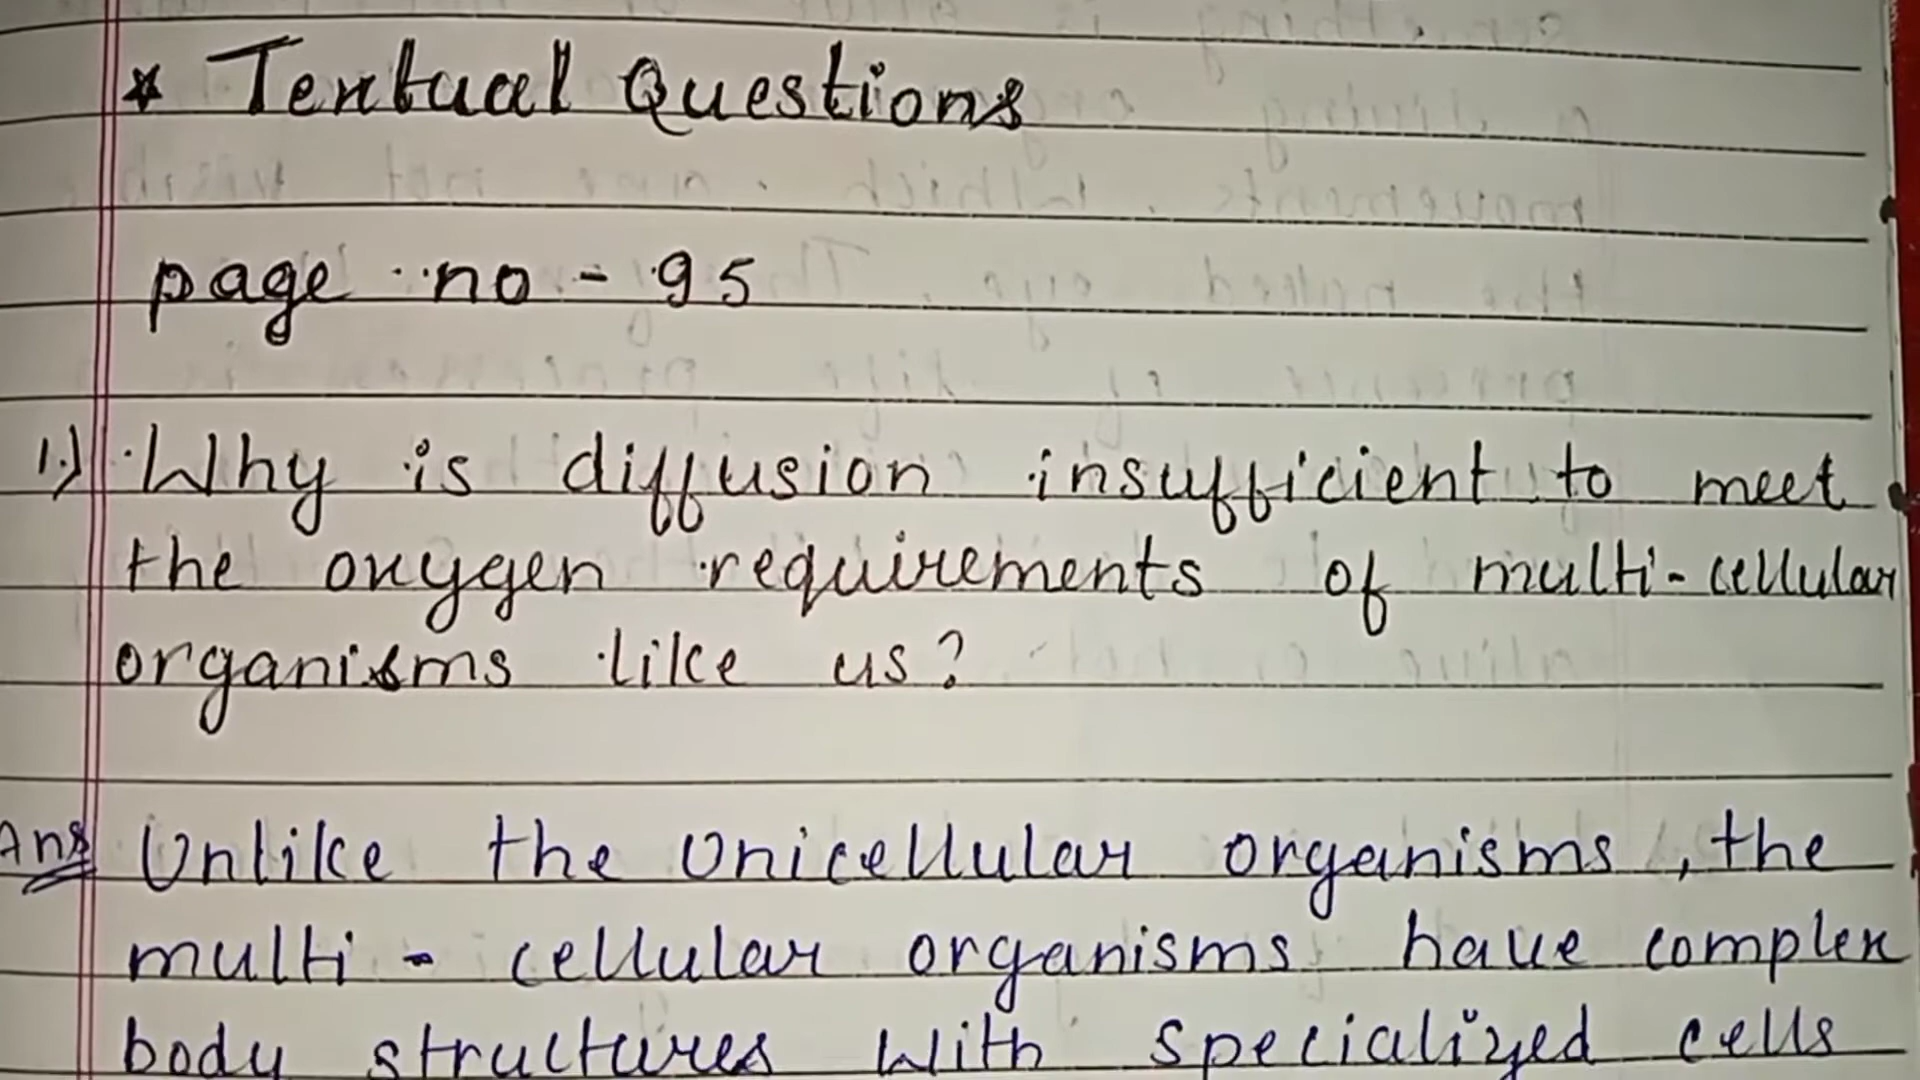 * Textual Questions
page no - 95
1.) Why is diffusion insufficient to meet
the oxygen requirements of multi-cellular
organisms like us?
Ans Unlike the Unicellular organisms, the
multi - cellular organisms have complex
body structures with specialized cells